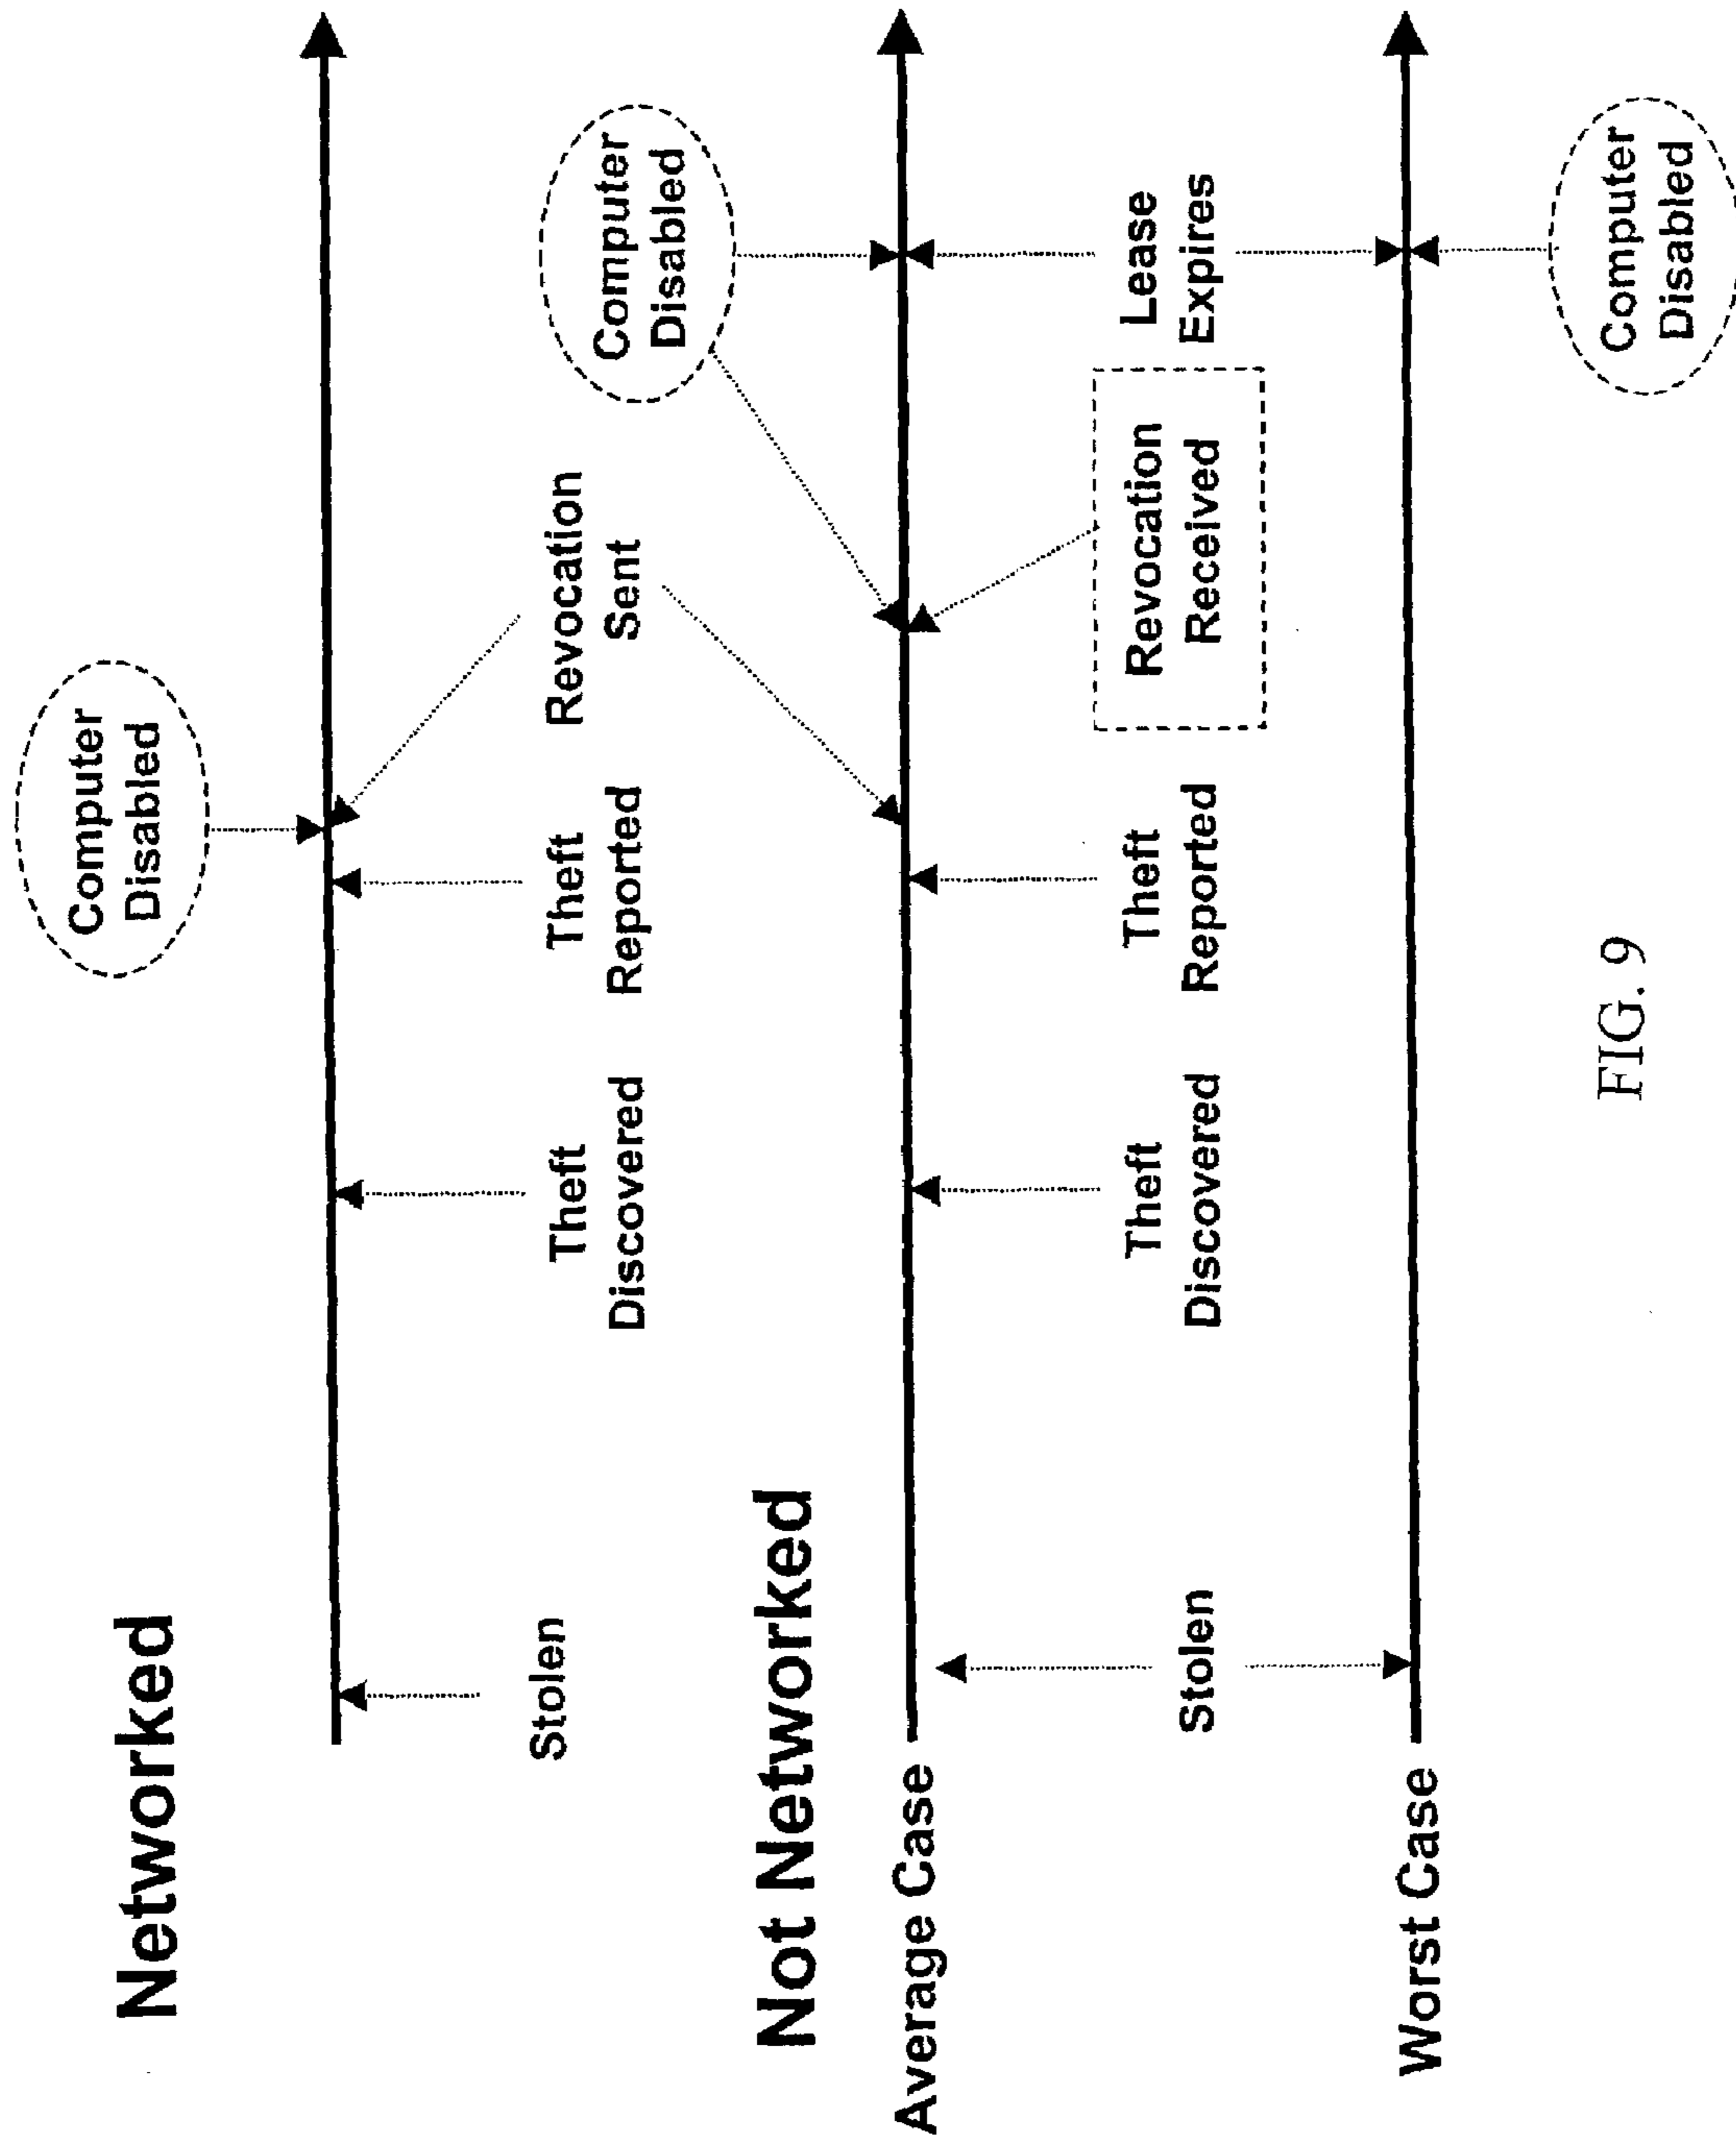 Networked
Computer
Disabled
Stolen
Theft
Discovered
Theft
Reported
Revocation
Sent
Not Networked
Computer
Disabled
Average Case
Stolen
Theft
Discovered
Theft
Reported
Revocation
Received
Lease
Expires
Worst Case
Computer
Disabled
FIG. 9